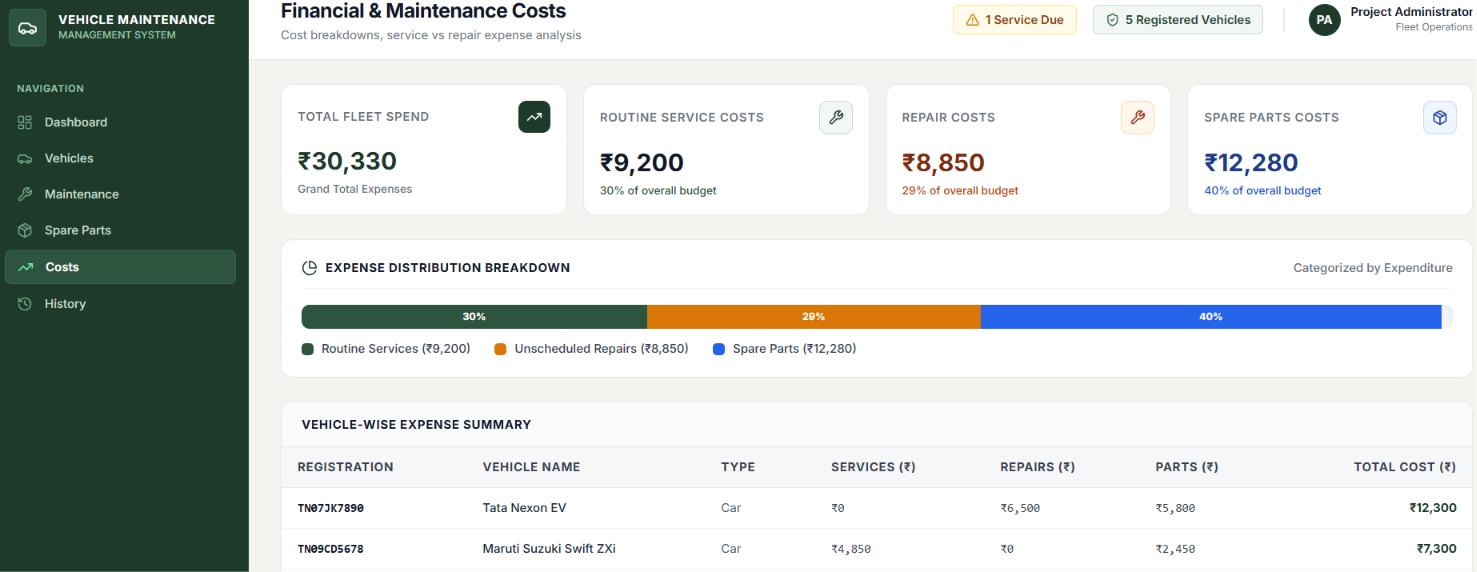 VEHICLE MAINTENANCE
MANAGEMENT SYSTEM
NAVIGATION
Dashboard
Vehicles
Maintenance
Spare Parts
Costs
History
Financial & Maintenance Costs
Cost breakdowns, service vs repair expense analysis
1 Service Due
5 Registered Vehicles
PA
Project Administrator
Fleet Operations
TOTAL FLEET SPEND
₹30,330
Grand Total Expenses
ROUTINE SERVICE COSTS
₹9,200
30% of overall budget
REPAIR COSTS
₹8,850
29% of overall budget
SPARE PARTS COSTS
₹12,280
40% of overall budget
EXPENSE DISTRIBUTION BREAKDOWN
Categorized by Expenditure
30% 29% 40%
Routine Services (₹9,200) Unscheduled Repairs (₹8,850) Spare Parts (₹12,280)
VEHICLE-WISE EXPENSE SUMMARY
REGISTRATION VEHICLE NAME TYPE SERVICES (₹) REPAIRS (₹) PARTS (₹) TOTAL COST (₹)
TN07JK7890 Tata Nexon EV Car ₹0 ₹6,500 ₹5,800 ₹12,300
TN09CD5678 Maruti Suzuki Swift ZXi Car ₹4,850 ₹0 ₹2,450 ₹7,300